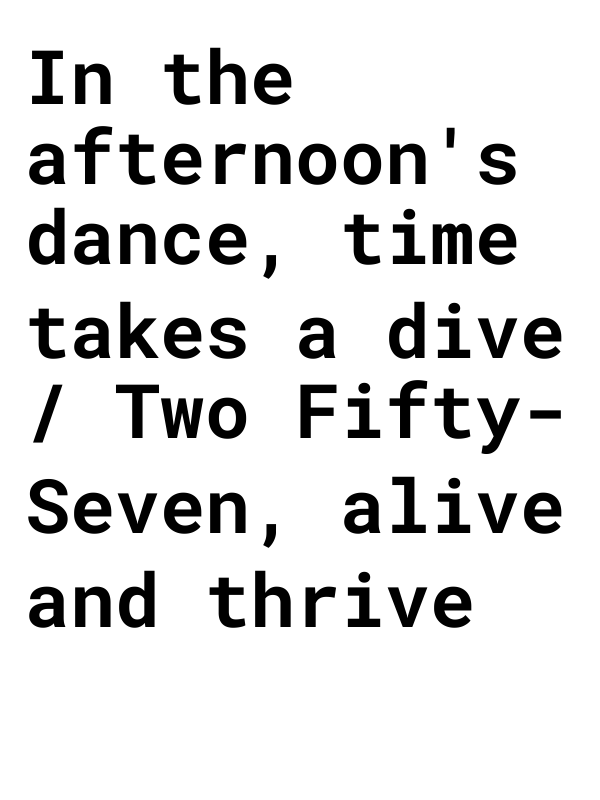 In the
afternoon's
dance, time
takes a dive
/ Two Fifty-
Seven, alive
and thrive